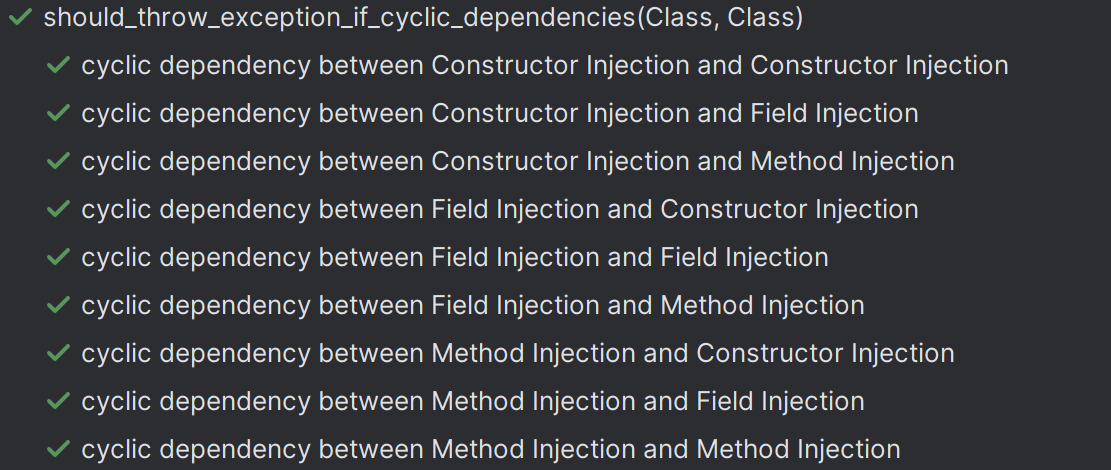 should_throw_exception_if_cyclic_dependencies(Class, Class)
cyclic dependency between Constructor Injection and Constructor Injection
cyclic dependency between Constructor Injection and Field Injection
cyclic dependency between Constructor Injection and Method Injection
cyclic dependency between Field Injection and Constructor Injection
cyclic dependency between Field Injection and Field Injection
cyclic dependency between Field Injection and Method Injection
cyclic dependency between Method Injection and Constructor Injection
cyclic dependency between Method Injection and Field Injection
cyclic dependency between Method Injection and Method Injection